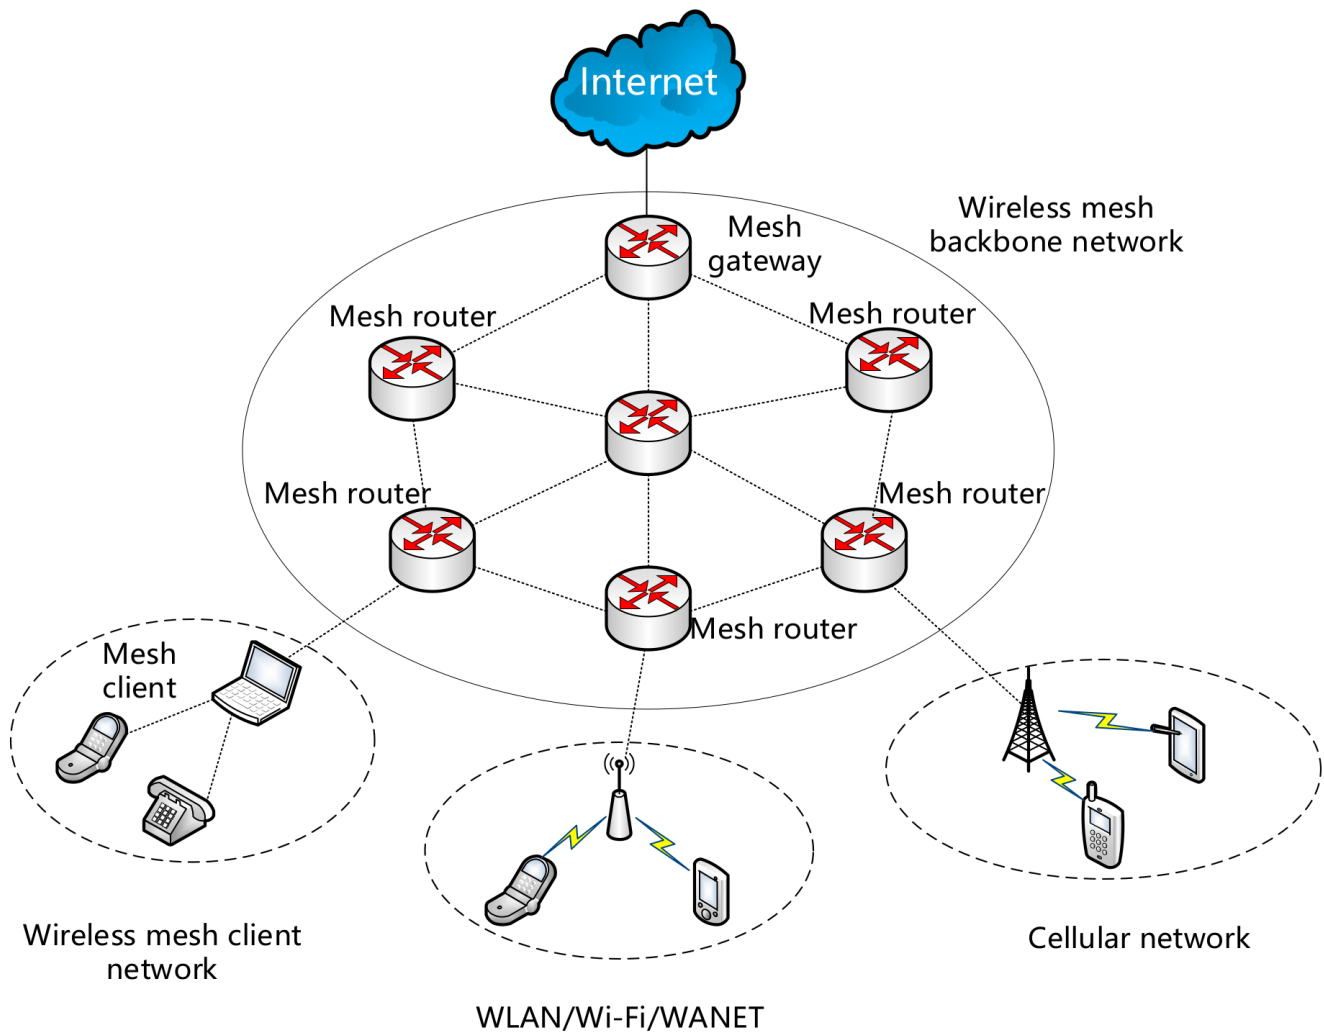 Internet
Wireless mesh
backbone network
Mesh
gateway
Mesh router
Mesh router
Mesh router
Mesh router
Mesh router
Mesh
client
Wireless mesh client
network
Cellular network
WLAN/Wi-Fi/WANET